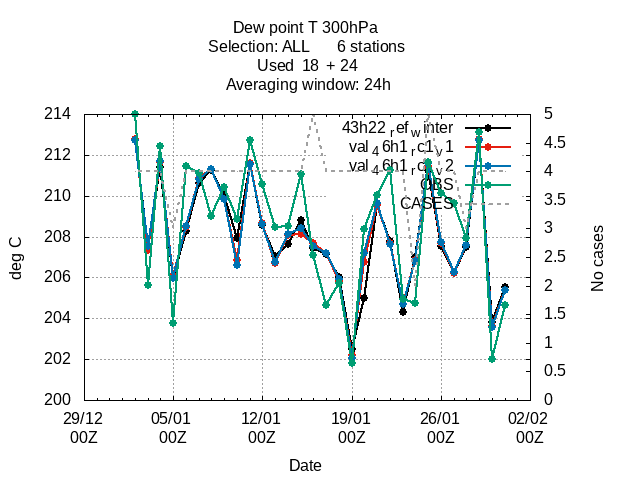 Dew point T 300hPa
Selection: ALL 6 stations
Used 18 + 24
Averaging window: 24h
43h22refwinter
val46h1rc1v1
val46h1rc1v2
OBS
CASES
214
212
210
208
206
204
202
200
5
4.5
4
3.5
3
2.5
2
1.5
1
0.5
0
deg C
No cases
29/12 05/01 12/01 19/01 26/01 02/02
00Z 00Z 00Z 00Z 00Z 00Z
Date